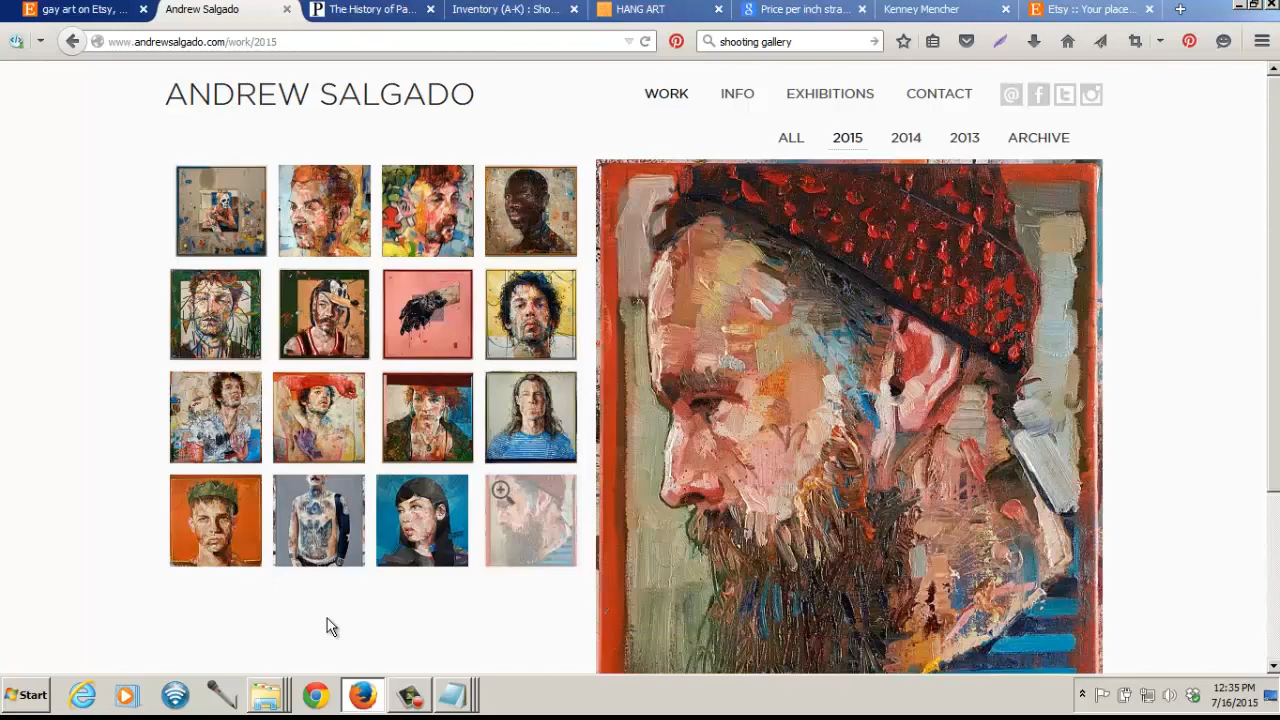 gay art on Etsy, ...
Andrew Salgado
The History of Pa...
Inventory (A-K) : Sho...
HANG ART
Price per inch stra...
Kenney Mencher
Etsy :: Your place...
www.andrewsalgado.com/work/2015
shooting gallery
ANDREW SALGADO
WORK INFO EXHIBITIONS CONTACT
ALL 2015 2014 2013 ARCHIVE
Start
12:35 PM
7/16/2015